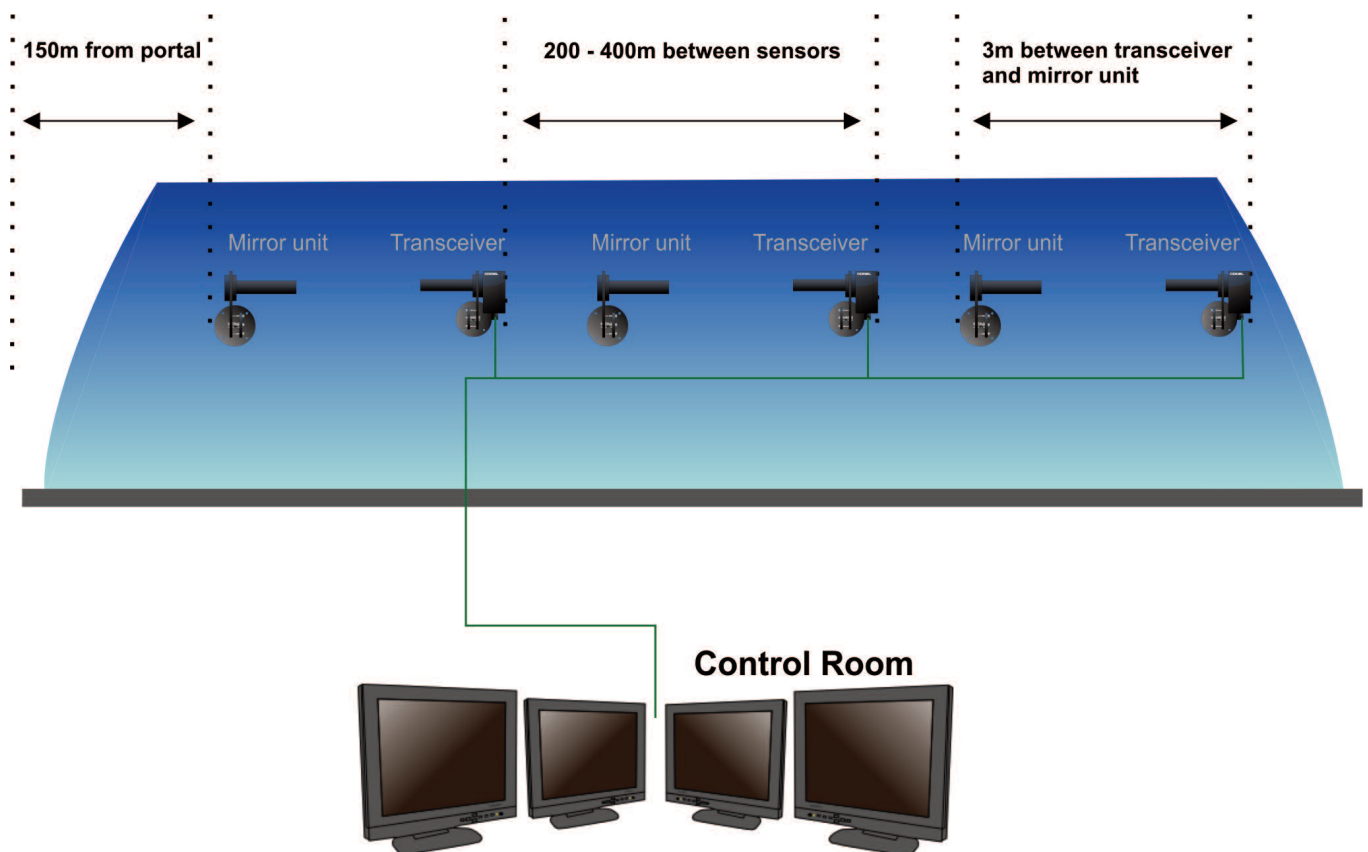 150m from portal
200 - 400m between sensors
3m between transceiver
and mirror unit
Mirror unit
Transceiver
Mirror unit
Transceiver
Mirror unit
Transceiver
Control Room